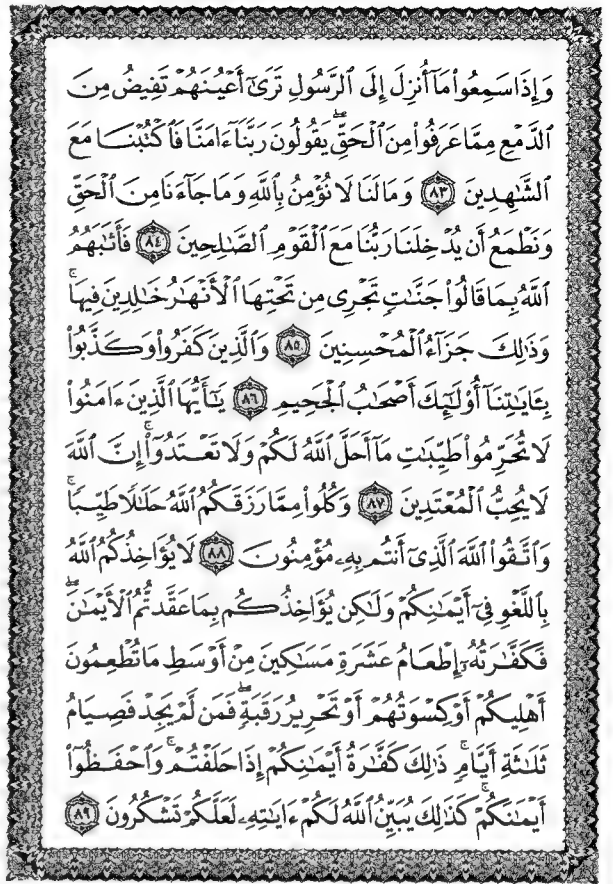 وَإِذَا سَمِعُواْ مَآ أُنزِلَ إِلَى ٱلرَّسُولِ تَرَىٰٓ أَعۡيُنَهُمۡ تَفِيضُ مِنَ
ٱلدَّمۡعِ مِمَّا عَرَفُواْ مِنَ ٱلۡحَقِّۖ يَقُولُونَ رَبَّنَآ ءَامَنَّا فَٱكۡتُبۡنَا مَعَ
ٱلشَّٰهِدِينَ ٨٣ وَمَا لَنَا لَا نُؤۡمِنُ بِٱللَّهِ وَمَا جَآءَنَا مِنَ ٱلۡحَقِّ
وَنَطۡمَعُ أَن يُدۡخِلَنَا رَبُّنَا مَعَ ٱلۡقَوۡمِ ٱلصَّٰلِحِينَ ٨٤ فَأَثَٰبَهُمُ
ٱللَّهُ بِمَا قَالُواْ جَنَّٰتٖ تَجۡرِي مِن تَحۡتِهَا ٱلۡأَنۡهَٰرُ خَٰلِدِينَ فِيهَاۚ
وَذَٰلِكَ جَزَآءُ ٱلۡمُحۡسِنِينَ ٨٥ وَٱلَّذِينَ كَفَرُواْ وَكَذَّبُواْ
بِـَٔايَٰتِنَآ أُوْلَٰٓئِكَ أَصۡحَٰبُ ٱلۡجَحِيمِ ٨٦ يَٰٓأَيُّهَا ٱلَّذِينَ ءَامَنُواْ
لَا تُحَرِّمُواْ طَيِّبَٰتِ مَآ أَحَلَّ ٱللَّهُ لَكُمۡ وَلَا تَعۡتَدُوٓاْۚ إِنَّ ٱللَّهَ
لَا يُحِبُّ ٱلۡمُعۡتَدِينَ ٨٧ وَكُلُواْ مِمَّا رَزَقَكُمُ ٱللَّهُ حَلَٰلٗا طَيِّبٗاۚ
وَٱتَّقُواْ ٱللَّهَ ٱلَّذِيٓ أَنتُم بِهِۦ مُؤۡمِنُونَ ٨٨ لَا يُؤَاخِذُكُمُ ٱللَّهُ
بِٱللَّغۡوِ فِيٓ أَيۡمَٰنِكُمۡ وَلَٰكِن يُؤَاخِذُكُم بِمَا عَقَّدتُّمُ ٱلۡأَيۡمَٰنَۖ
فَكَفَّٰرَتُهُۥٓ إِطۡعَامُ عَشَرَةِ مَسَٰكِينَ مِنۡ أَوۡسَطِ مَا تُطۡعِمُونَ
أَهۡلِيكُمۡ أَوۡ كِسۡوَتُهُمۡ أَوۡ تَحۡرِيرُ رَقَبَةٖۖ فَمَن لَّمۡ يَجِدۡ فَصِيَامُ
ثَلَٰثَةِ أَيَّامٖۚ ذَٰلِكَ كَفَّٰرَةُ أَيۡمَٰنِكُمۡ إِذَا حَلَفۡتُمۡۚ وَٱحۡفَظُوٓاْ
أَيۡمَٰنَكُمۡۚ كَذَٰلِكَ يُبَيِّنُ ٱللَّهُ لَكُمۡ ءَايَٰتِهِۦ لَعَلَّكُمۡ تَشۡكُرُونَ ٨٩